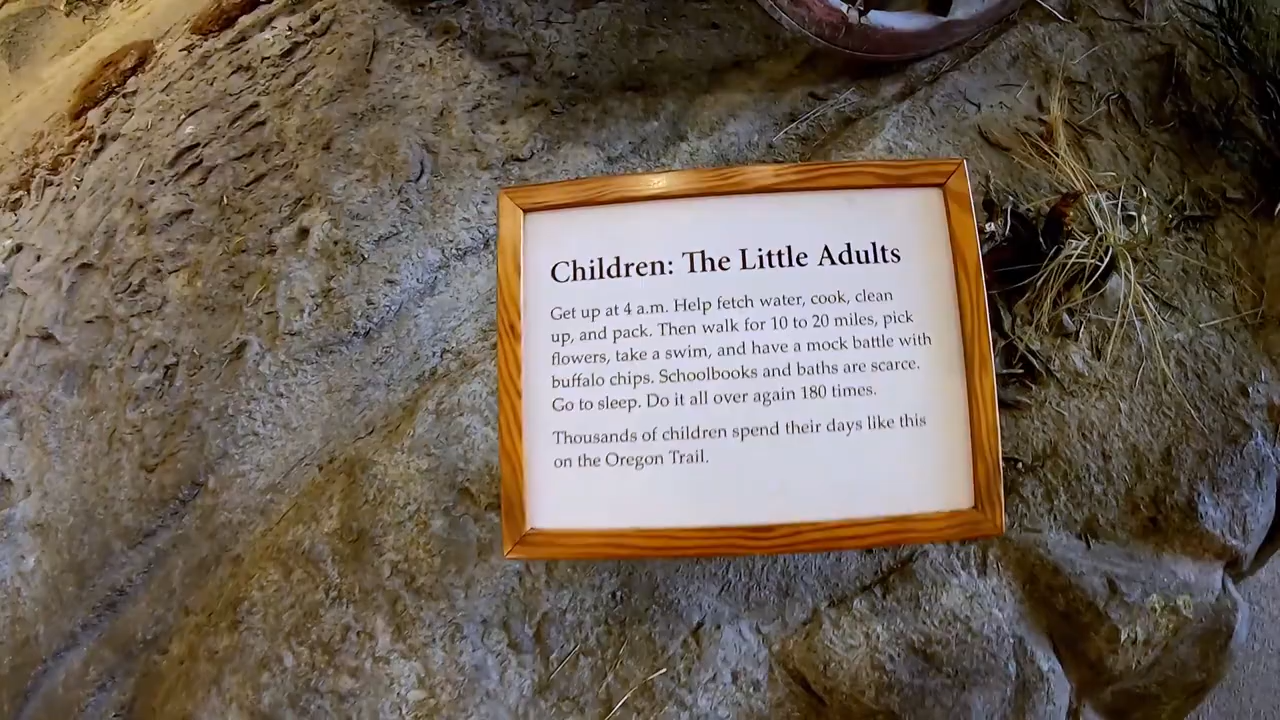 Children: The Little Adults
Get up at 4 a.m. Help fetch water, cook, clean
up, and pack. Then walk for 10 to 20 miles, pick
flowers, take a swim, and have a mock battle with
buffalo chips. Schoolbooks and baths are scarce.
Go to sleep. Do it all over again 180 times.
Thousands of children spend their days like this
on the Oregon Trail.